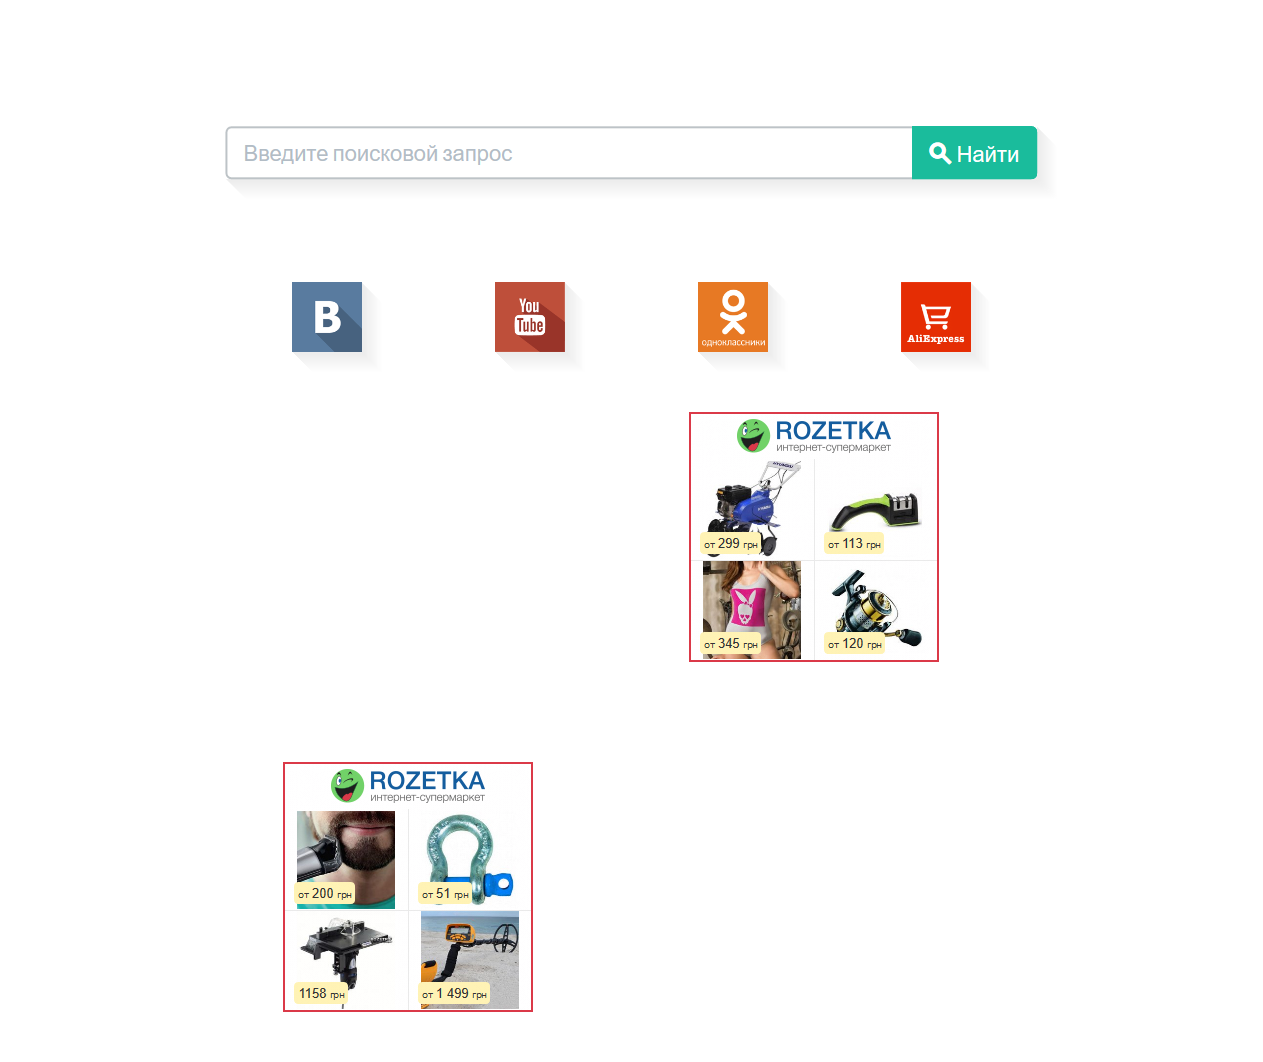 Введите поисковой запрос
Найти
B
You
Tube
одноклассники
AliExpress
ROZETKA
интернет-супермаркет
от 299 грн
от 113 грн
от 345 грн
от 120 грн
ROZETKA
интернет-супермаркет
от 200 грн
от 51 грн
1158 грн
от 1 499 грн